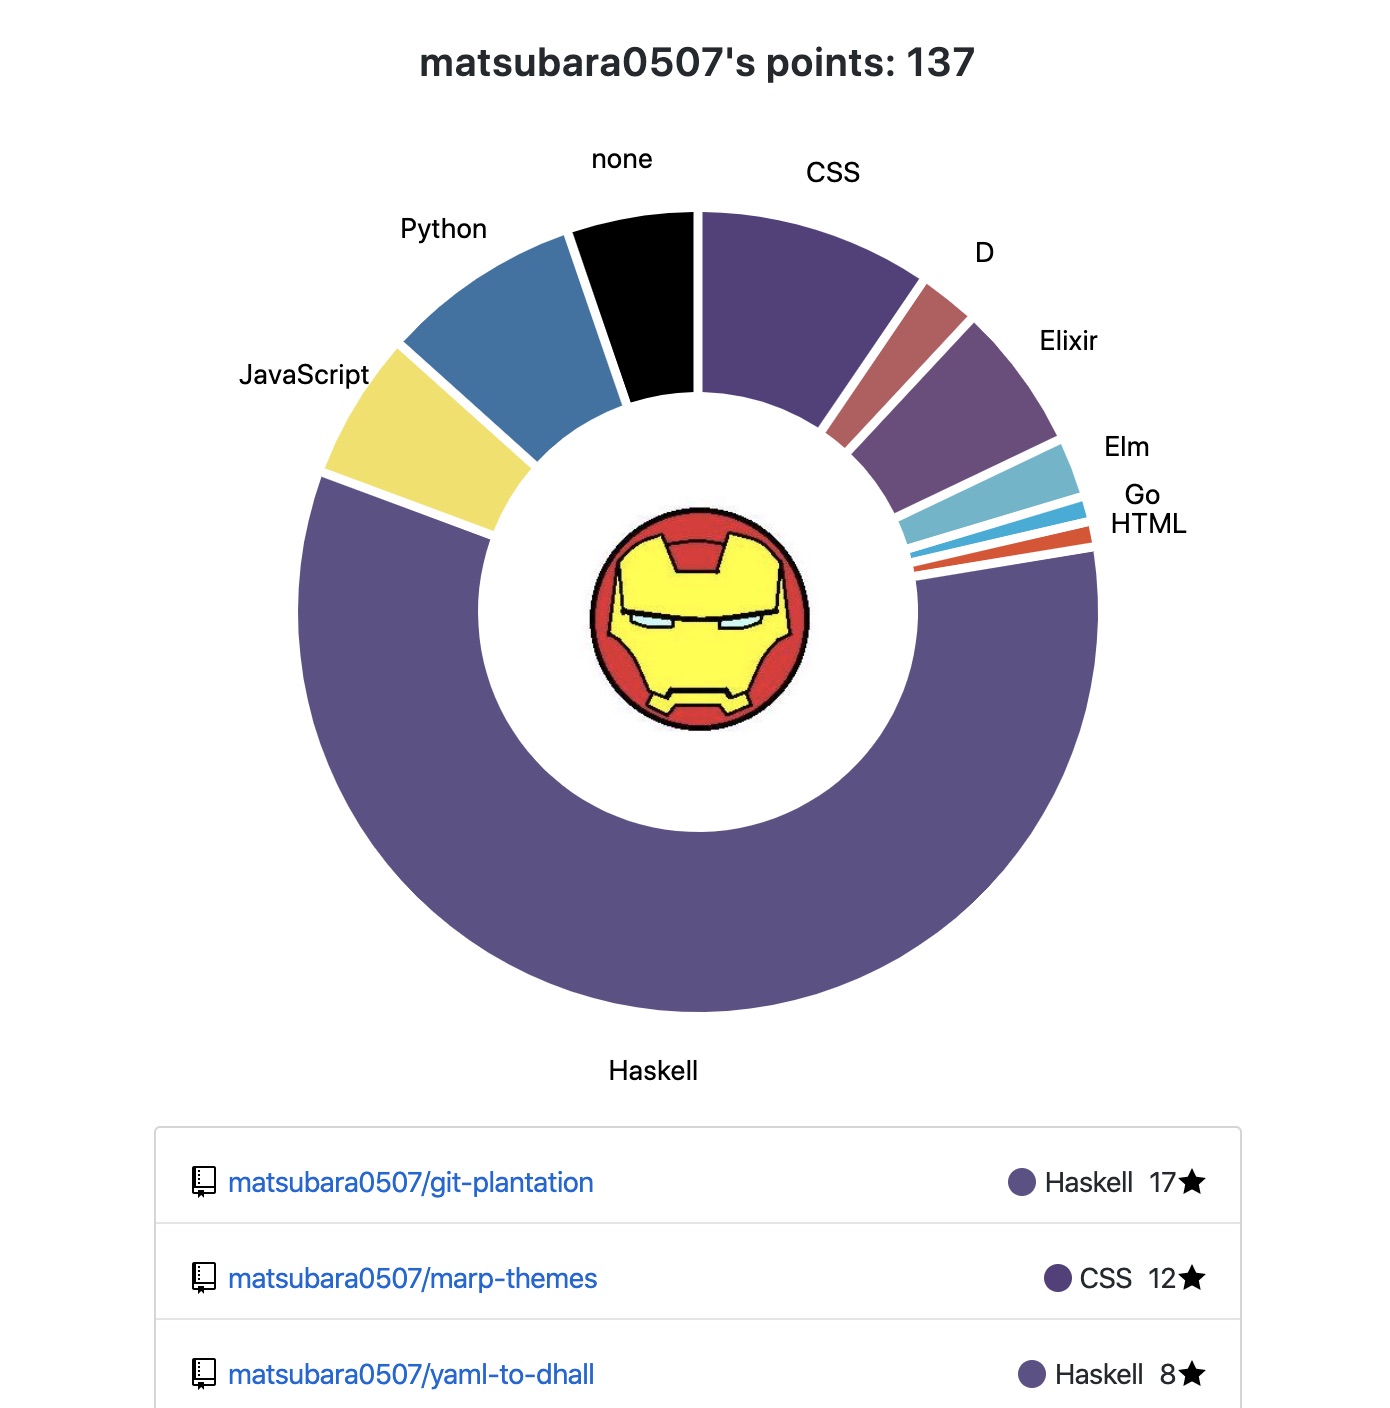 matsubara0507's points: 137
none
CSS
Python
D
Elixir
JavaScript
Elm
Go
HTML
Haskell
matsubara0507/git-plantation Haskell 17★
matsubara0507/marp-themes CSS 12★
matsubara0507/yaml-to-dhall Haskell 8★